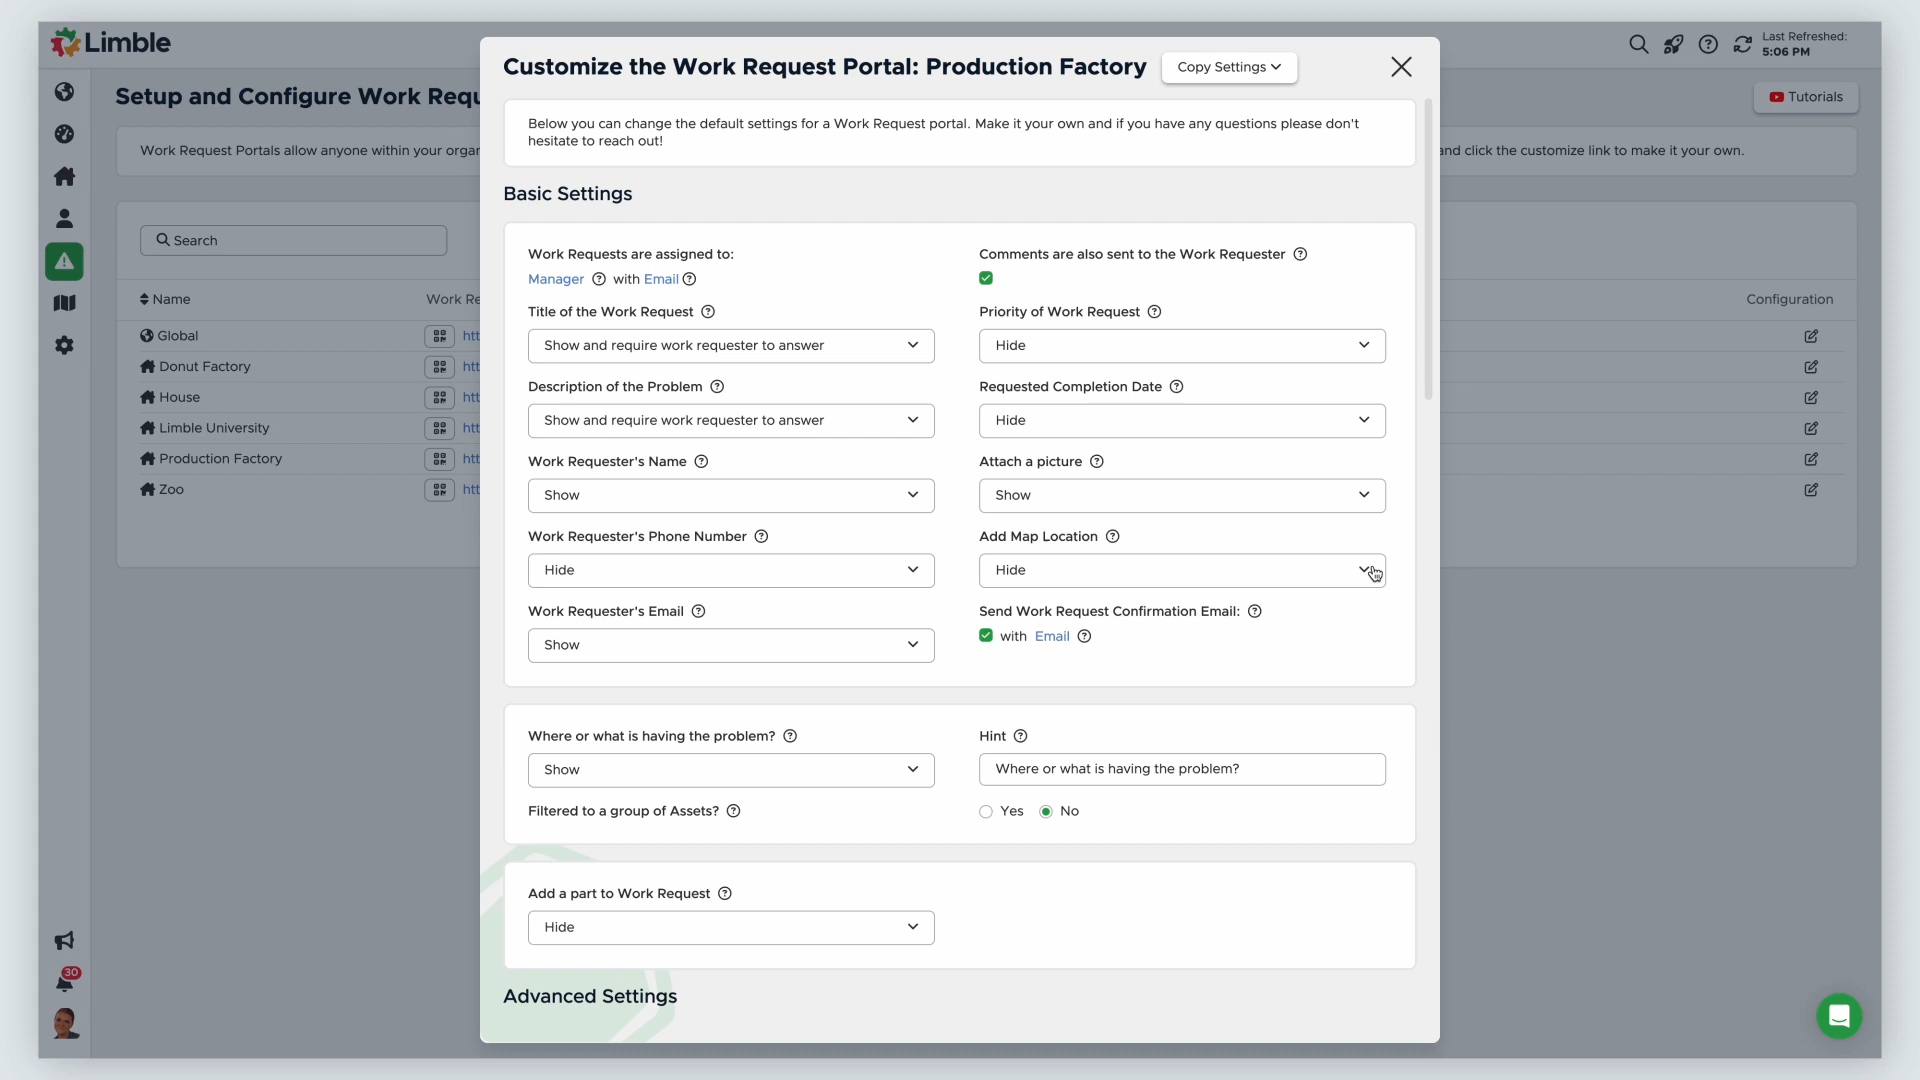 Limble
Last Refreshed:
5:06 PM
Setup and Configure Work Requ
Tutorials
Work Request Portals allow anyone within your organ
and click the customize link to make it your own.
Search
Name
Work Re
Configuration
Global
htt
Donut Factory
htt
House
htt
Limble University
htt
Production Factory
htt
Zoo
htt
30
Customize the Work Request Portal: Production Factory
Copy Settings
Below you can change the default settings for a Work Request portal. Make it your own and if you have any questions please don't
hesitate to reach out!
Basic Settings
Work Requests are assigned to:
Manager with Email
Comments are also sent to the Work Requester
Title of the Work Request
Show and require work requester to answer
Priority of Work Request
Hide
Description of the Problem
Show and require work requester to answer
Requested Completion Date
Hide
Work Requester's Name
Show
Attach a picture
Show
Work Requester's Phone Number
Hide
Add Map Location
Hide
Work Requester's Email
Show
Send Work Request Confirmation Email:
with Email
Where or what is having the problem?
Show
Hint
Where or what is having the problem?
Filtered to a group of Assets?
Yes No
Add a part to Work Request
Hide
Advanced Settings